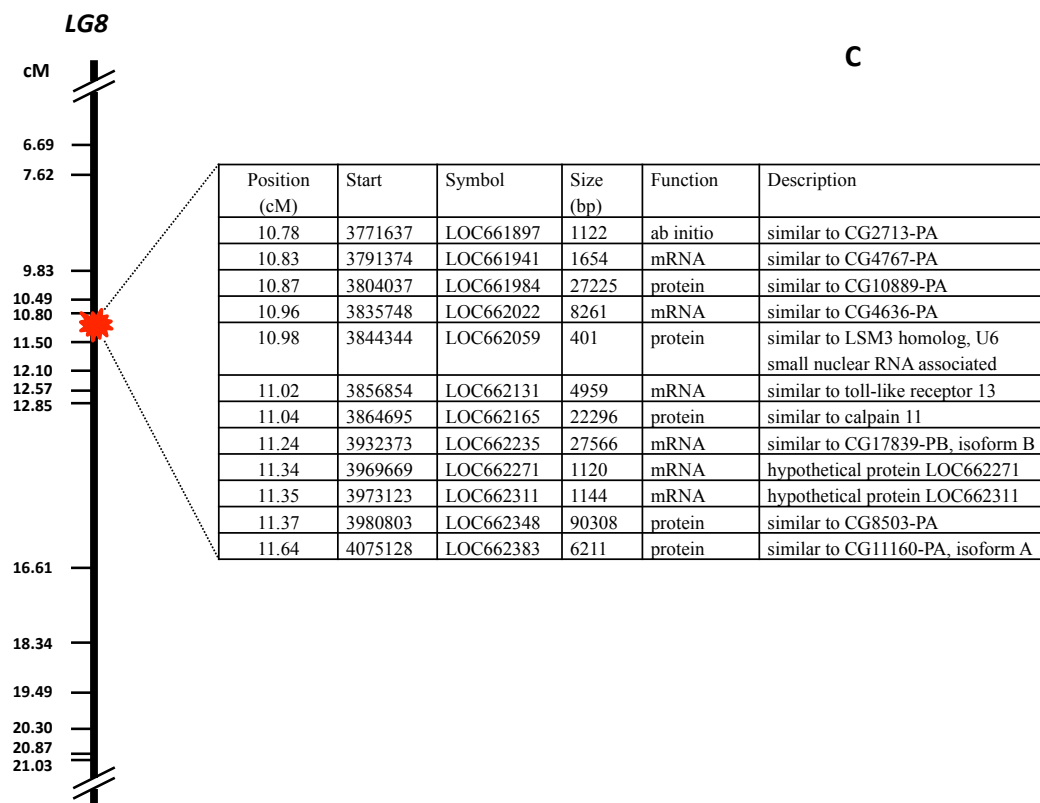 LG8
C
cM
6.69
7.62
9.83
10.49
10.80
11.50
12.10
12.57
12.85
16.61
18.34
19.49
20.30
20.87
21.03
Position (cM) Start Symbol Size (bp) Function Description
10.78 3771637 LOC661897 1122 ab initio similar to CG2713-PA
10.83 3791374 LOC661941 1654 mRNA similar to CG4767-PA
10.87 3804037 LOC661984 27225 protein similar to CG10889-PA
10.96 3835748 LOC662022 8261 mRNA similar to CG4636-PA
10.98 3844344 LOC662059 401 protein similar to LSM3 homolog, U6
small nuclear RNA associated
11.02 3856854 LOC662131 4959 mRNA similar to toll-like receptor 13
11.04 3864695 LOC662165 22296 protein similar to calpain 11
11.24 3932373 LOC662235 27566 mRNA similar to CG17839-PB, isoform B
11.34 3969669 LOC662271 1120 mRNA hypothetical protein LOC662271
11.35 3973123 LOC662311 1144 mRNA hypothetical protein LOC662311
11.37 3980803 LOC662348 90308 protein similar to CG8503-PA
11.64 4075128 LOC662383 6211 protein similar to CG11160-PA, isoform A